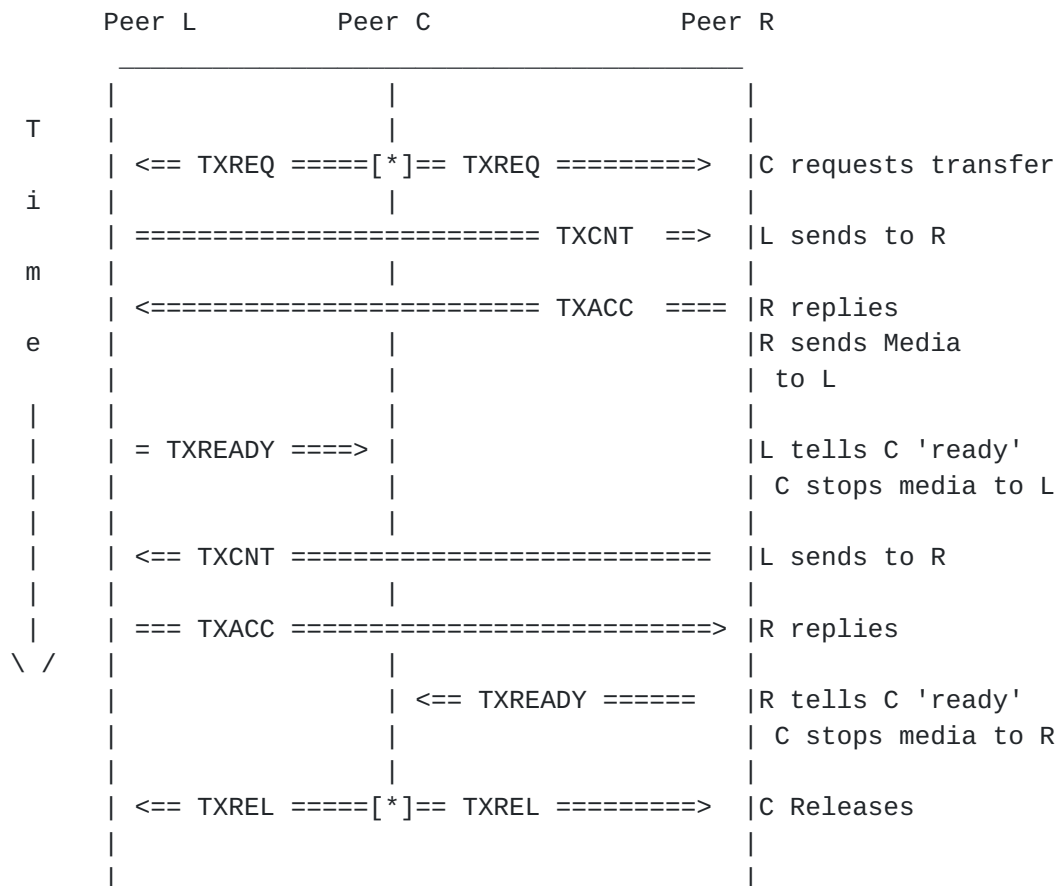 Peer L         Peer C                Peer R
________________________________________
|                 |                      |
T    |                 |                      |
| <== TXREQ =====[*]== TXREQ =========>  |C requests transfer
i    |                 |                      |
| ========================== TXCNT  ==>  |L sends to R
m    |                 |                      |
| <========================= TXACC  ==== |R replies
e    |                 |                      |R sends Media
|                 |                      | to L
|    |                 |                      |
|    | = TXREADY ====> |                      |L tells C 'ready'
|    |                 |                      | C stops media to L
|    |                 |                      |
|    | <== TXCNT ===========================  |L sends to R
|    |                 |                      |
|    | === TXACC ============================> |R replies
\ /   |                 |                      |
|                 | <== TXREADY ======   |R tells C 'ready'
|                 |                      | C stops media to R
|                 |                      |
| <== TXREL =====[*]== TXREL =========>  |C Releases
|                                        |
|                                        |